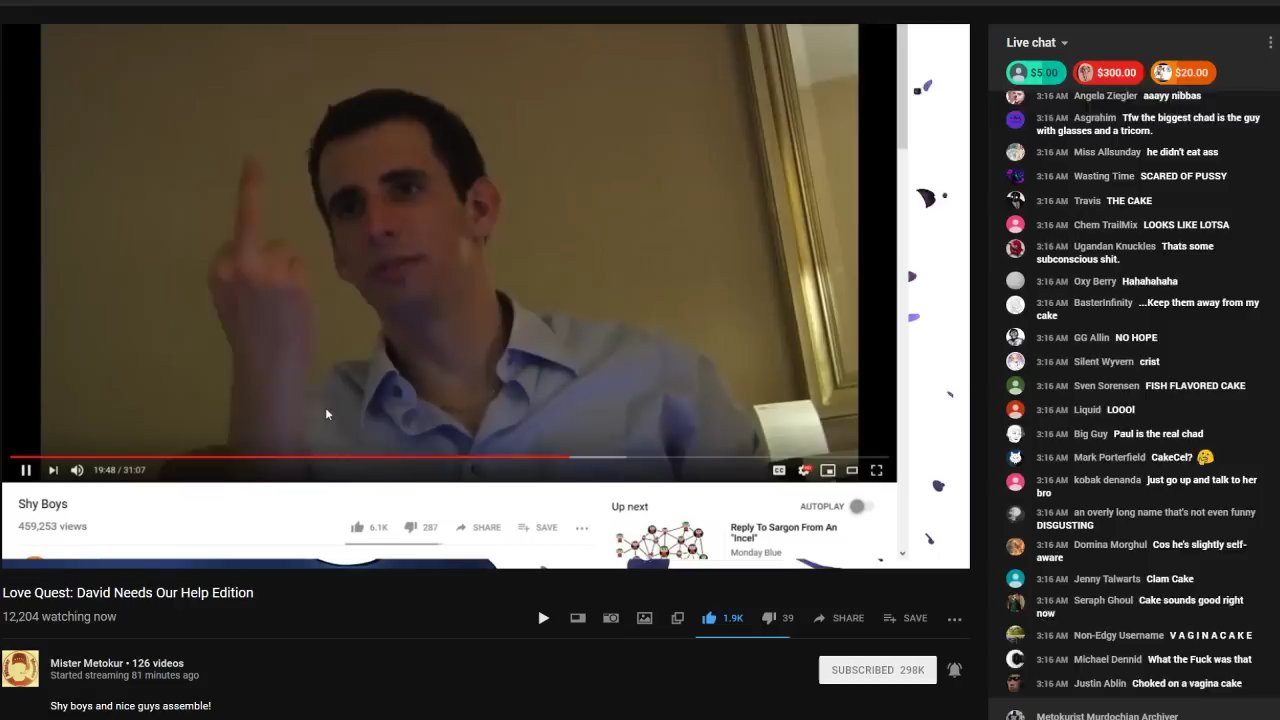 19:48 / 31:07
Shy Boys
459,253 views
6.1K
287
SHARE
SAVE
Up next
AUTOPLAY
Reply To Sargon From An
"Incel"
Monday Blue
Love Quest: David Needs Our Help Edition
12,204 watching now
1.9K
39
SHARE
SAVE
Mister Metokur • 126 videos
Started streaming 81 minutes ago
SUBSCRIBED 298K
Shy boys and nice guys assemble!
Live chat
$5.00
$300.00
$20.00
3:16 AM Angela Ziegler aaayy nibbas
3:16 AM Asgrahim Tfw the biggest chad is the guy
with glasses and a tricorn.
3:16 AM Miss Allsunday he didn't eat ass
3:16 AM Wasting Time SCARED OF PUSSY
3:16 AM Travis THE CAKE
3:16 AM Chem TrailMix LOOKS LIKE LOTSA
3:16 AM Ugandan Knuckles Thats some
subconscious shit.
3:16 AM Oxy Berry Hahahahaha
3:16 AM BasterInfinity ...Keep them away from my
cake
3:16 AM GG Allin NO HOPE
3:16 AM Silent Wyvern crist
3:16 AM Sven Sorensen FISH FLAVORED CAKE
3:16 AM Liquid LOOOl
3:16 AM Big Guy Paul is the real chad
3:16 AM Mark Porterfield CakeCel? 🤔
3:16 AM kobak denanda just go up and talk to her
bro
3:16 AM an overly long name that's not even funny
DISGUSTING
3:16 AM Domina Morghul Cos he's slightly self-
aware
3:16 AM Jenny Talwarts Clam Cake
3:16 AM Seraph Ghoul Cake sounds good right
now
3:16 AM Non-Edgy Username V A G I N A C A K E
3:16 AM Michael Dennid What the Fuck was that
3:16 AM Justin Ablin Choked on a vagina cake
Metokurist Murdochian Archiver